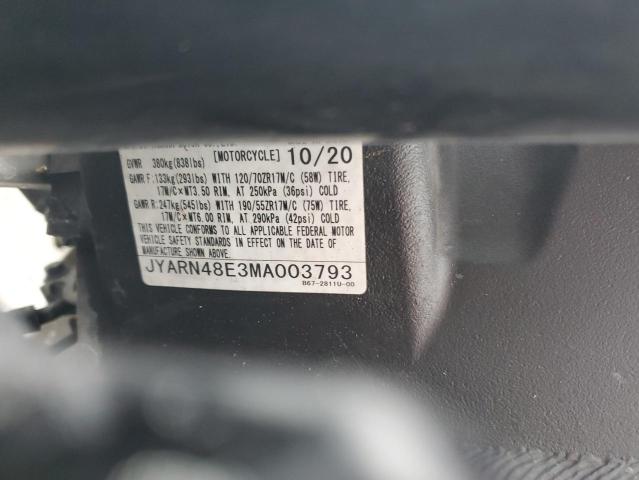 GVWR 380kg(838lbs) [MOTORCYCLE] 10/20
GAWR F:133kg(293lbs) WITH 120/70ZR17M/C (58W) TIRE,
17M/C×MT3.50 RIM, AT 250kPa (36psi) COLD
GAWR R:247kg(545lbs) WITH 190/55ZR17M/C (75W) TIRE,
17M/C×MT6.00 RIM, AT 290kPa (42psi) COLD
THIS VEHICLE CONFORMS TO ALL APPLICABLE FEDERAL MOTOR
VEHICLE SAFETY STANDARDS IN EFFECT ON THE DATE OF
MANUFACTURE SHOWN ABOVE.
JYARN48E3MA003793
B67-2811U-00